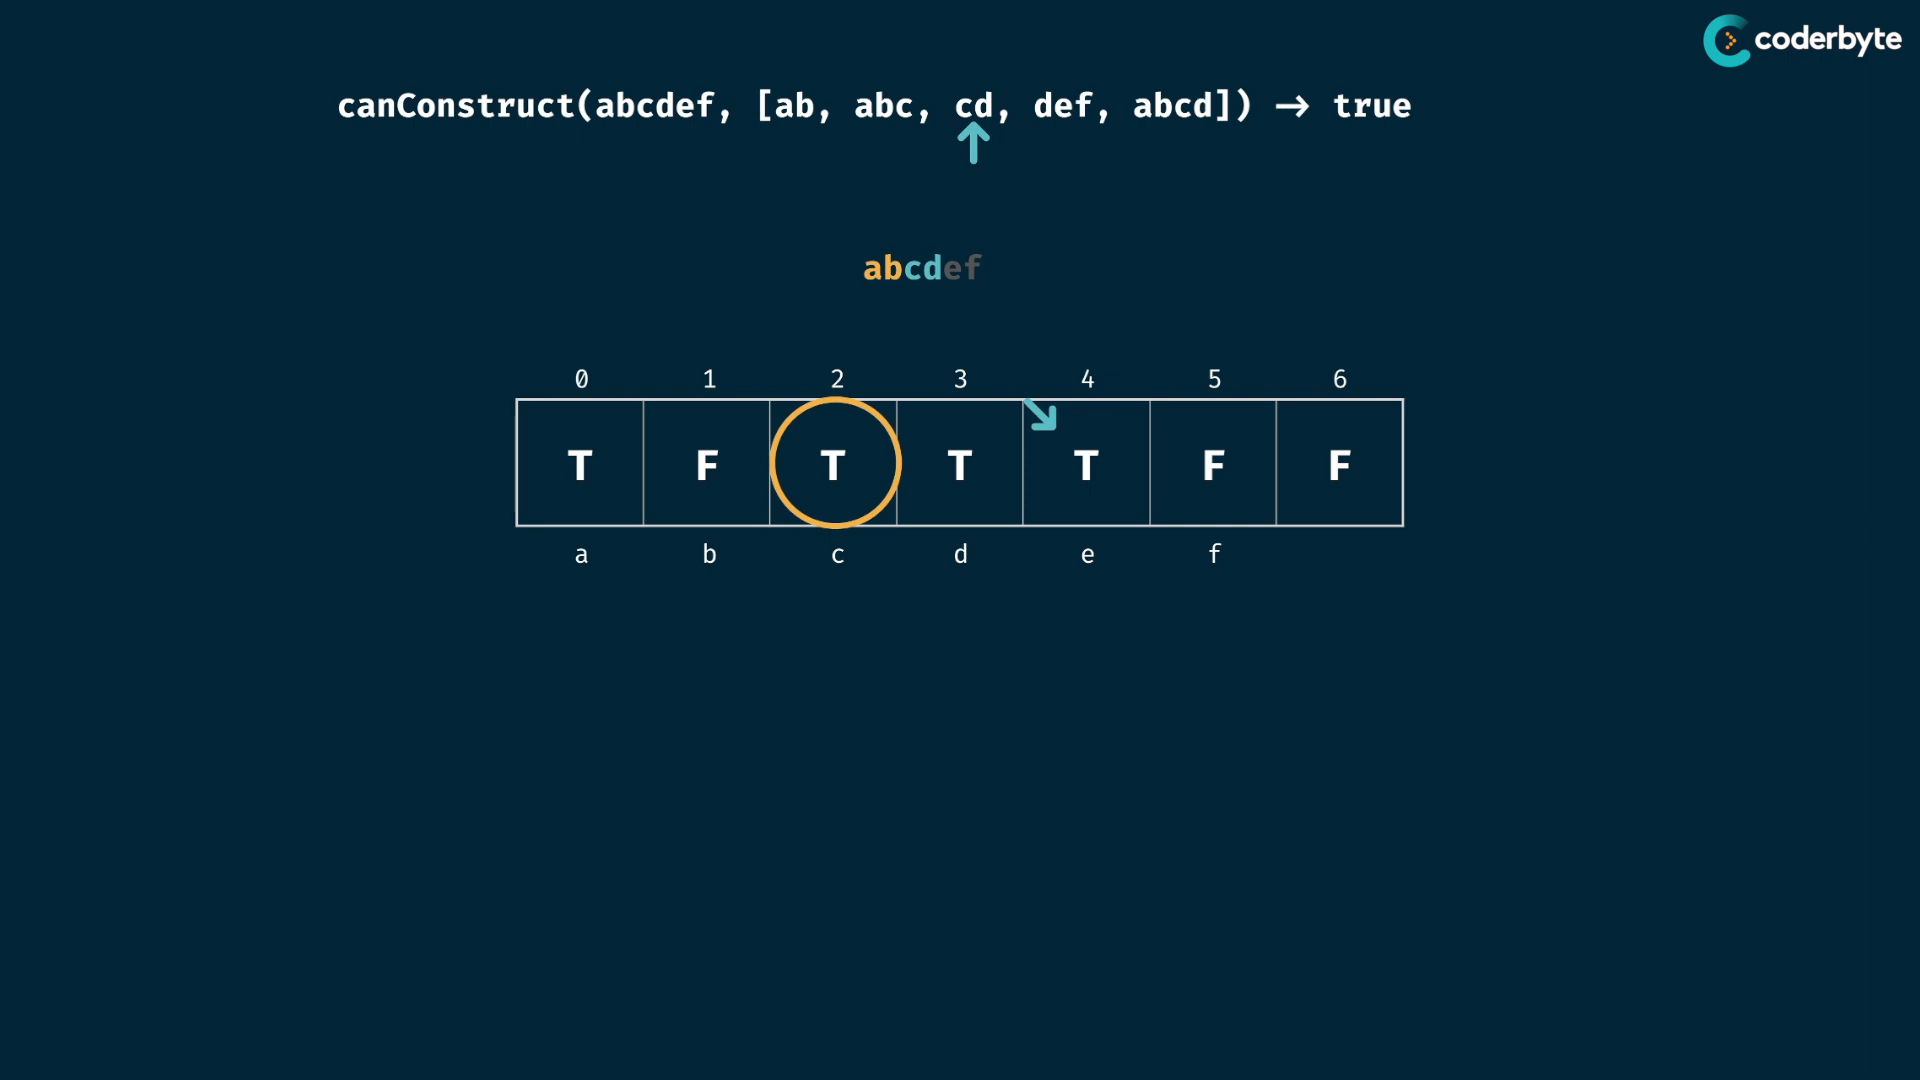 coderbyte
canConstruct(abcdef, [ab, abc, cd, def, abcd]) → true
abcdef
0 1 2 3 4 5 6
T F T T T F F
a b c d e f